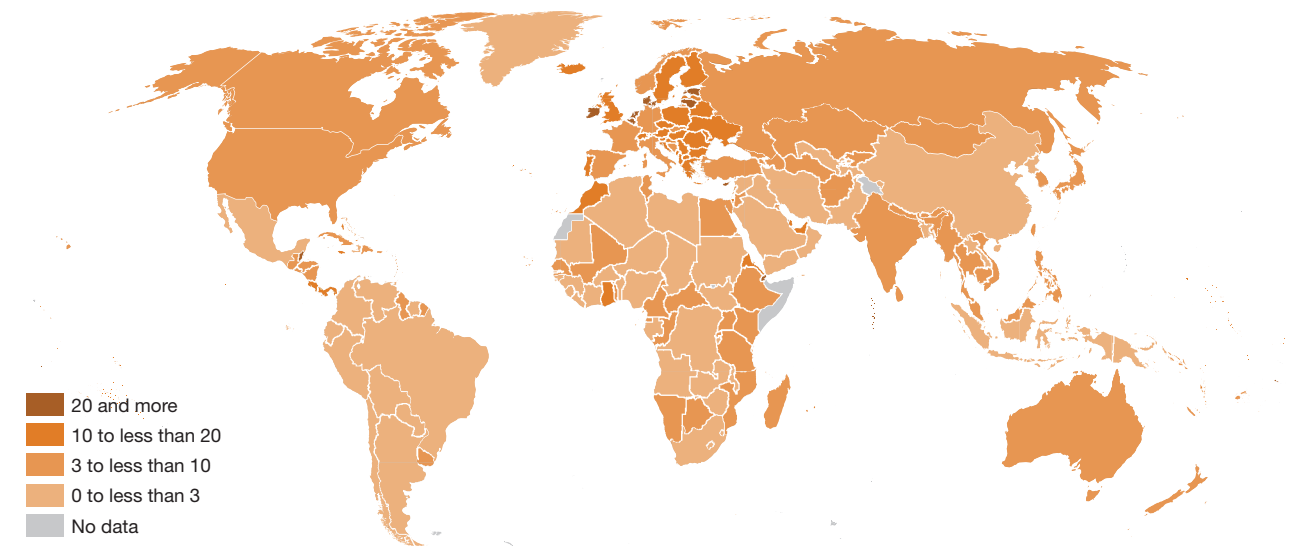 20 and more
10 to less than 20
3 to less than 10
0 to less than 3
No data